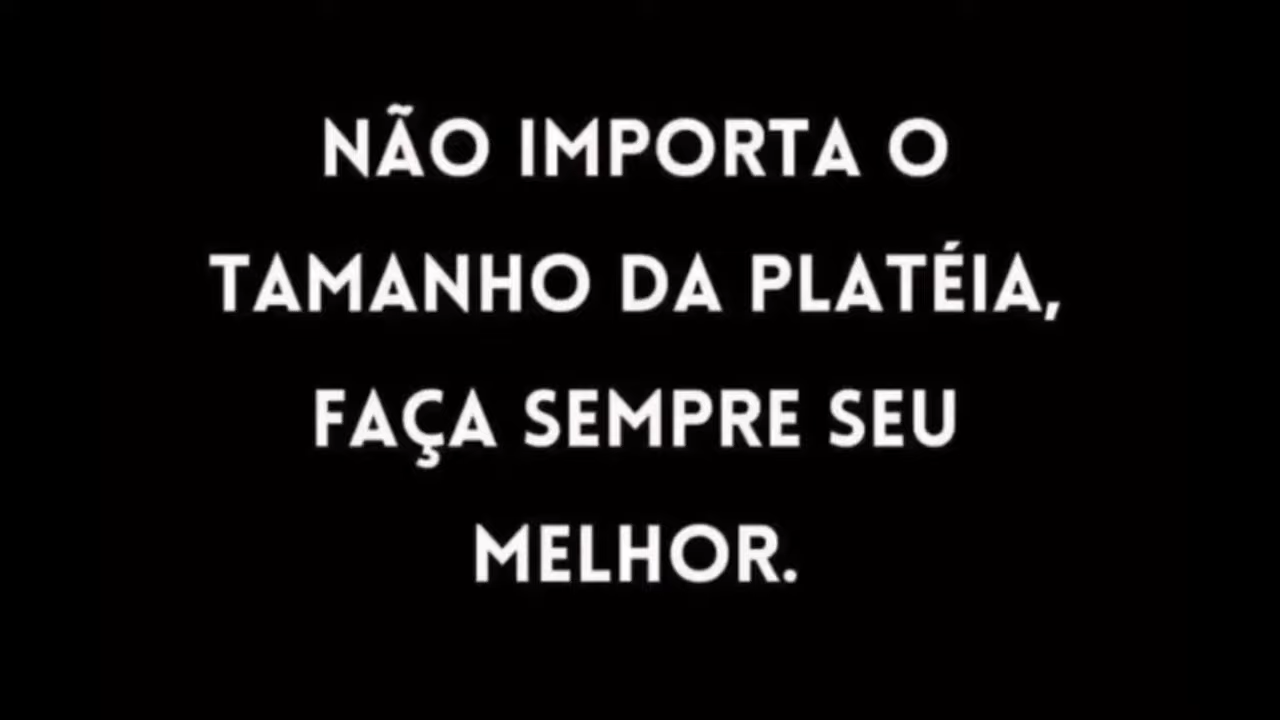 NÃO IMPORTA O
TAMANHO DA PLATÉIA,
FAÇA SEMPRE SEU
MELHOR.